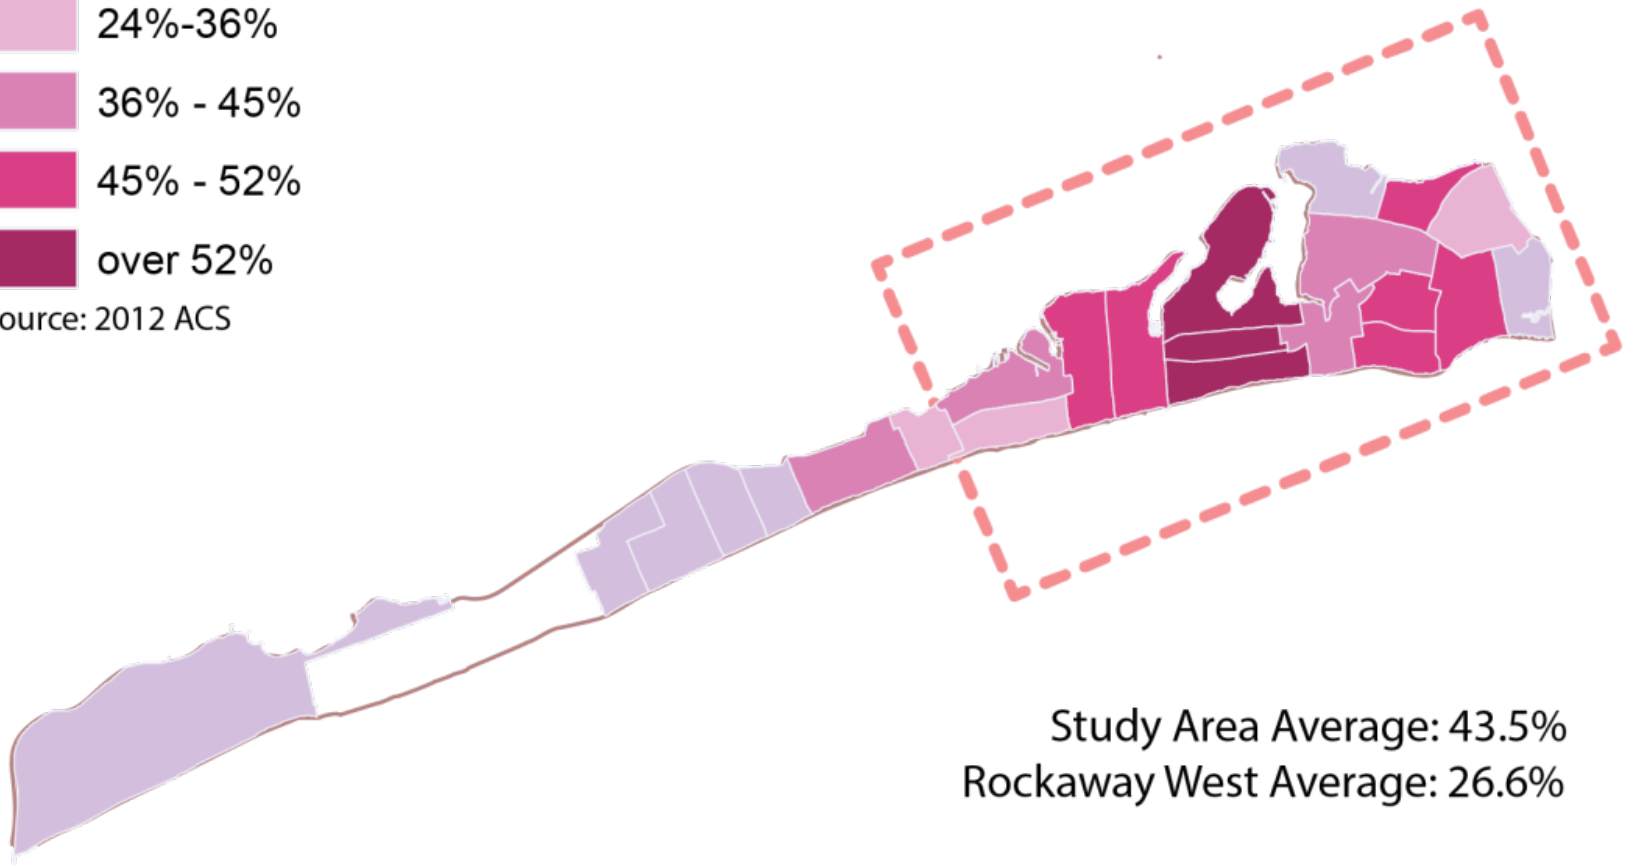 24%-36%
36% - 45%
45% - 52%
over 52%
ource: 2012 ACS
Study Area Average: 43.5%
Rockaway West Average: 26.6%